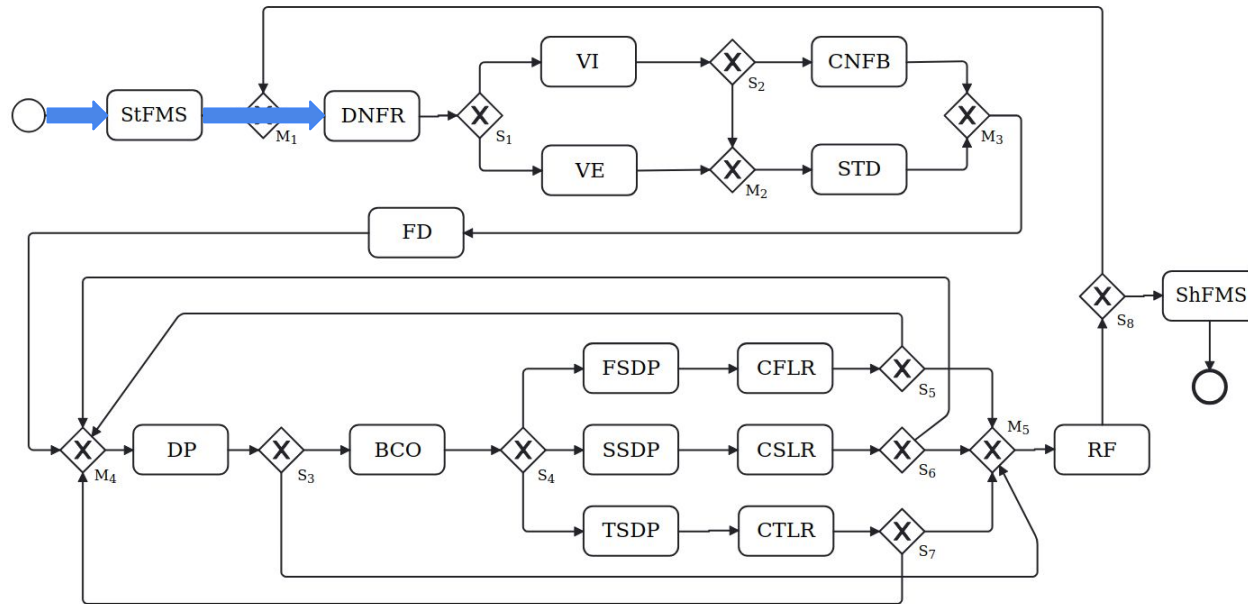 VI
CNFB
S2
StFMS
M1
DNFR
S1
M3
VE
M2
STD
FD
ShFMS
S8
FSDP
CFLR
S5
M5
DP
M4
S3
BCO
S4
SSDP
CSLR
S6
RF
TSDP
CTLR
S7